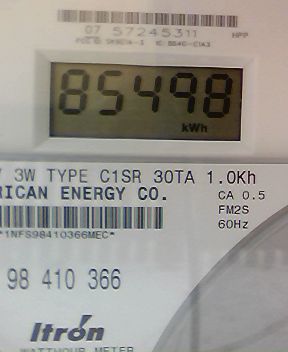 07 57245311 HPP
85498
kWh
3W TYPE C1SR 30TA 1.0Kh
RICAN ENERGY CO. CA 0.5
FM2S
*1NFS98410366MEC* 60Hz
98 410 366
Itron
WATTHOUR METER